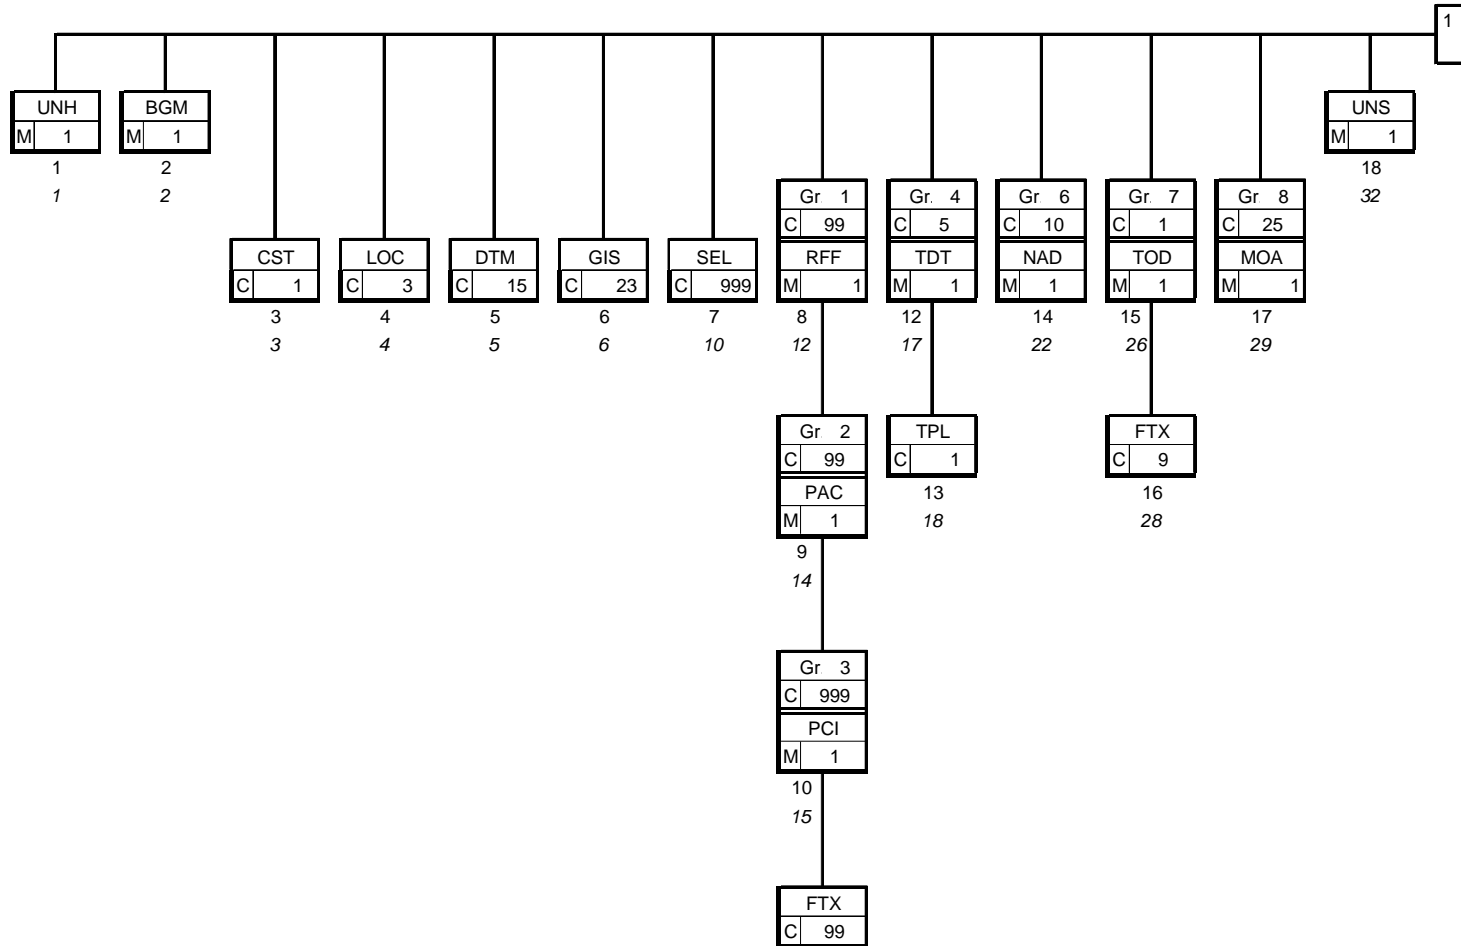 1
UNH
M 1
1
1
BGM
M 1
2
2
CST
C 1
3
3
LOC
C 3
4
4
DTM
C 15
5
5
GIS
C 23
6
6
SEL
C 999
7
10
Gr. 1
C 99
RFF
M 1
8
12
Gr. 4
C 5
TDT
M 1
12
17
Gr. 6
C 10
NAD
M 1
14
22
Gr. 7
C 1
TOD
M 1
15
26
Gr. 8
C 25
MOA
M 1
17
29
UNS
M 1
18
32
Gr. 2
C 99
PAC
M 1
9
14
TPL
C 1
13
18
FTX
C 9
16
28
Gr. 3
C 999
PCI
M 1
10
15
FTX
C 99